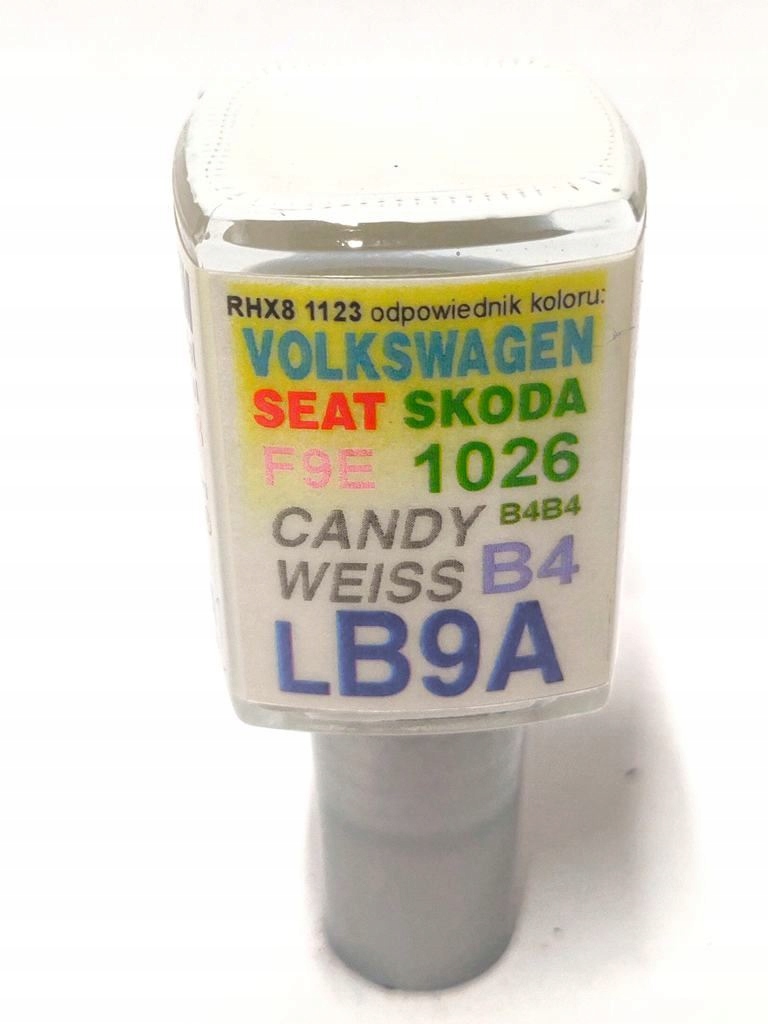 RHX8 1123 odpowiednik koloru:
VOLKSWAGEN
SEAT SKODA
F9E 1026
CANDY B4B4
WEISS B4
LB9A